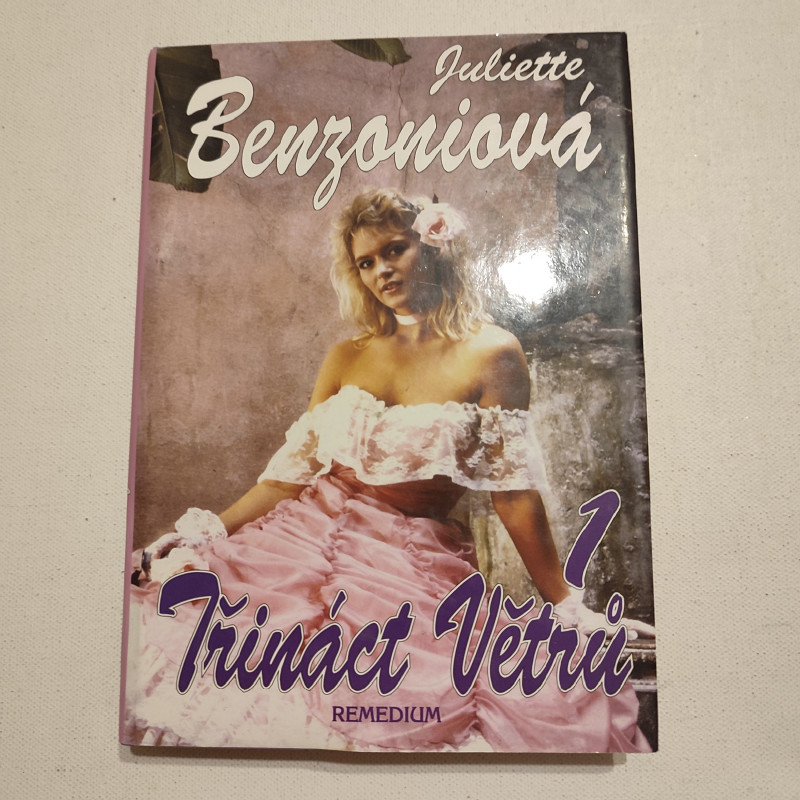 Juliette
Benzoniová
1
Třináct Větrů
REMEDIUM